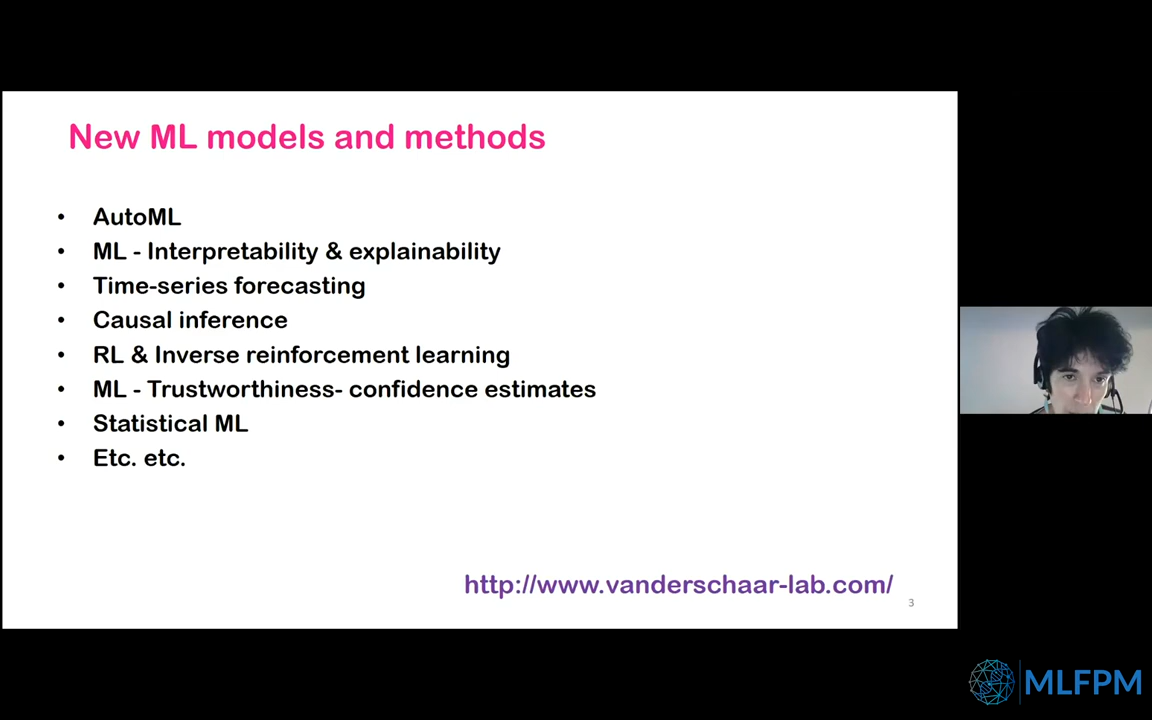 New ML models and methods
• AutoML
• ML - Interpretability & explainability
• Time-series forecasting
• Causal inference
• RL & Inverse reinforcement learning
• ML - Trustworthiness- confidence estimates
• Statistical ML
• Etc. etc.
http://www.vanderschaar-lab.com/
3
MLFPM